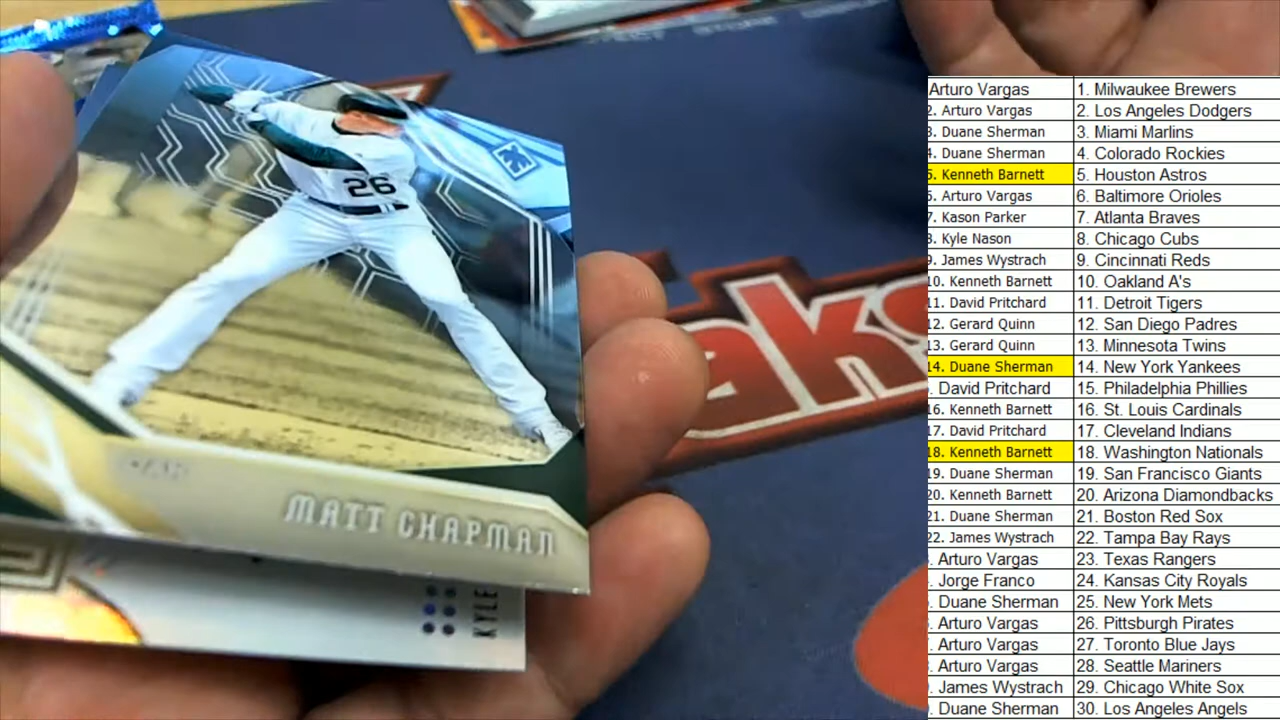 26
MATT CHAPMAN
KYLE
aks
Arturo Vargas 1. Milwaukee Brewers
2. Arturo Vargas 2. Los Angeles Dodgers
3. Duane Sherman 3. Miami Marlins
4. Duane Sherman 4. Colorado Rockies
5. Kenneth Barnett 5. Houston Astros
6. Arturo Vargas 6. Baltimore Orioles
7. Kason Parker 7. Atlanta Braves
8. Kyle Nason 8. Chicago Cubs
9. James Wystrach 9. Cincinnati Reds
10. Kenneth Barnett 10. Oakland A's
11. David Pritchard 11. Detroit Tigers
12. Gerard Quinn 12. San Diego Padres
13. Gerard Quinn 13. Minnesota Twins
14. Duane Sherman 14. New York Yankees
. David Pritchard 15. Philadelphia Phillies
16. Kenneth Barnett 16. St. Louis Cardinals
17. David Pritchard 17. Cleveland Indians
18. Kenneth Barnett 18. Washington Nationals
19. Duane Sherman 19. San Francisco Giants
20. Kenneth Barnett 20. Arizona Diamondbacks
21. Duane Sherman 21. Boston Red Sox
22. James Wystrach 22. Tampa Bay Rays
. Arturo Vargas 23. Texas Rangers
. Jorge Franco 24. Kansas City Royals
. Duane Sherman 25. New York Mets
. Arturo Vargas 26. Pittsburgh Pirates
. Arturo Vargas 27. Toronto Blue Jays
. Arturo Vargas 28. Seattle Mariners
. James Wystrach 29. Chicago White Sox
. Duane Sherman 30. Los Angeles Angels